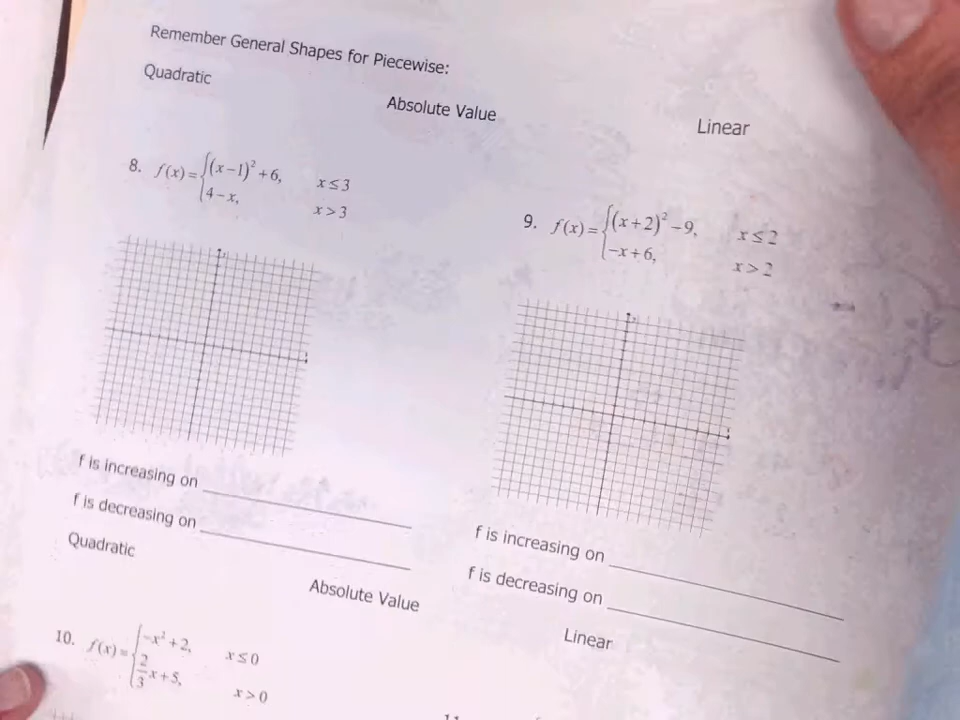 Remember General Shapes for Piecewise:
Quadratic
Absolute Value
Linear
8. f(x) = { (x−1)² + 6, x ≤ 3
4 − x, x > 3
9. f(x) = { (x+2)² − 9, x ≤ 2
−x + 6, x > 2
f is increasing on
f is decreasing on
f is increasing on
f is decreasing on
Quadratic
Absolute Value
Linear
10. f(x) = { −x² + 2, x ≤ 0
2/3 x + 5, x > 0